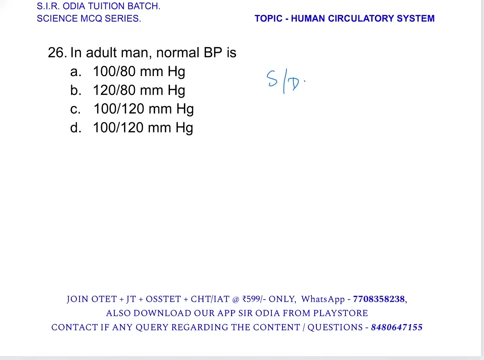 S.I.R. ODIA TUITION BATCH.
SCIENCE MCQ SERIES. TOPIC - HUMAN CIRCULATORY SYSTEM
26. In adult man, normal BP is
a. 100/80 mm Hg
S/D.
b. 120/80 mm Hg
c. 100/120 mm Hg
d. 100/120 mm Hg
JOIN OTET + JT + OSSTET + CHT/IAT @ ₹599/- ONLY, WhatsApp - 7708358238,
ALSO DOWNLOAD OUR APP SIR ODIA FROM PLAYSTORE
CONTACT IF ANY QUERY REGARDING THE CONTENT / QUESTIONS - 8480647155